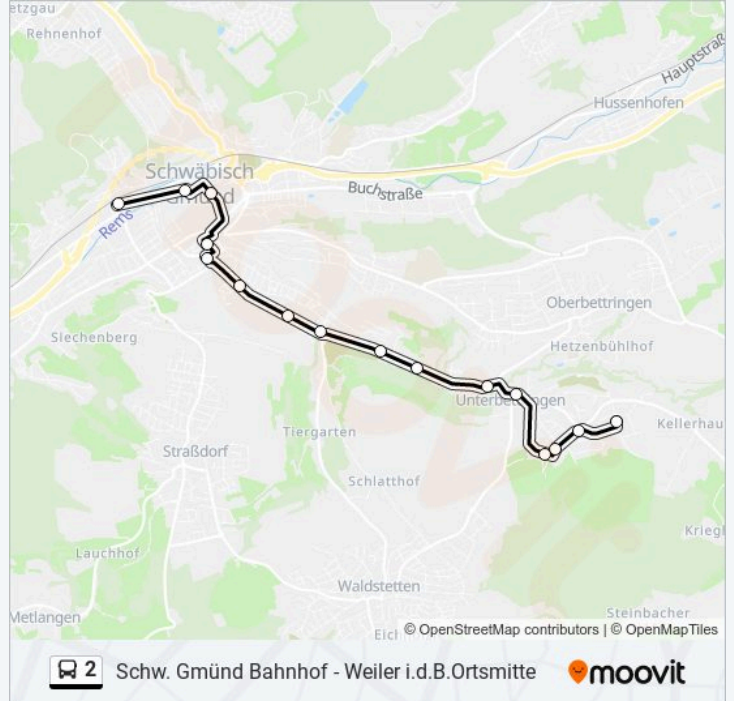 etzgau
Rehnenhof
Hauptstraß
Hussenhofen
Schwäbisch
Gmünd
Buchstraße
Rems
Oberbettringen
Slechenberg
Hetzenbühlhof
Unterbettringen
Kellerhau
Tiergarten
Straßdorf
Schlatthof
Kriegl
Lauchhof
Waldstetten
Metlangen
Steinbacher
Eich
© OpenStreetMap contributors | © OpenMapTiles
2 Schw. Gmünd Bahnhof - Weiler i.d.B.Ortsmitte moovit